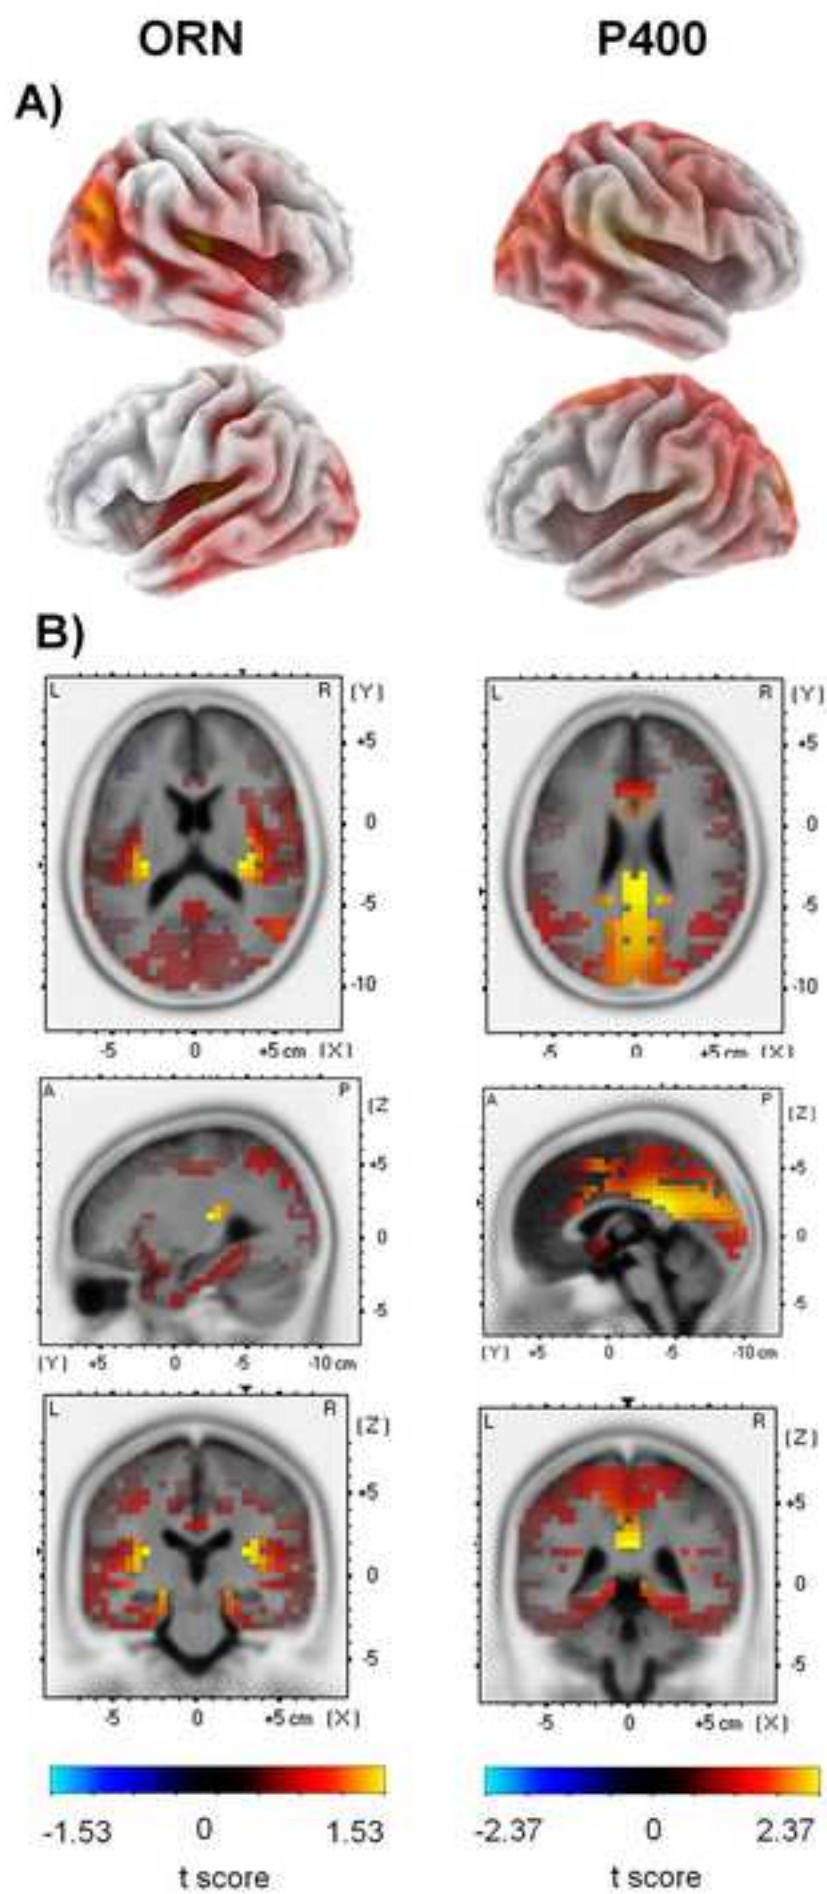 ORN P400
A)
B)
L R [Y] L R [Y]
+5 +5
0 0
-5 -5
-10 -10
-5 0 +5 cm [X] -5 0 +5 cm [X]
A P [Z A P [Z]
+5 +5
0 0
-5 -5
[Y] +5 0 -5 -10 cm [Y] +5 0 -5 -10 cm
L R [Z] L R [Z]
+5 +5
0 0
-5 -5
-5 0 +5 cm [X] -5 0 +5 cm [X]
-1.53 0 1.53 -2.37 0 2.37
t score t score